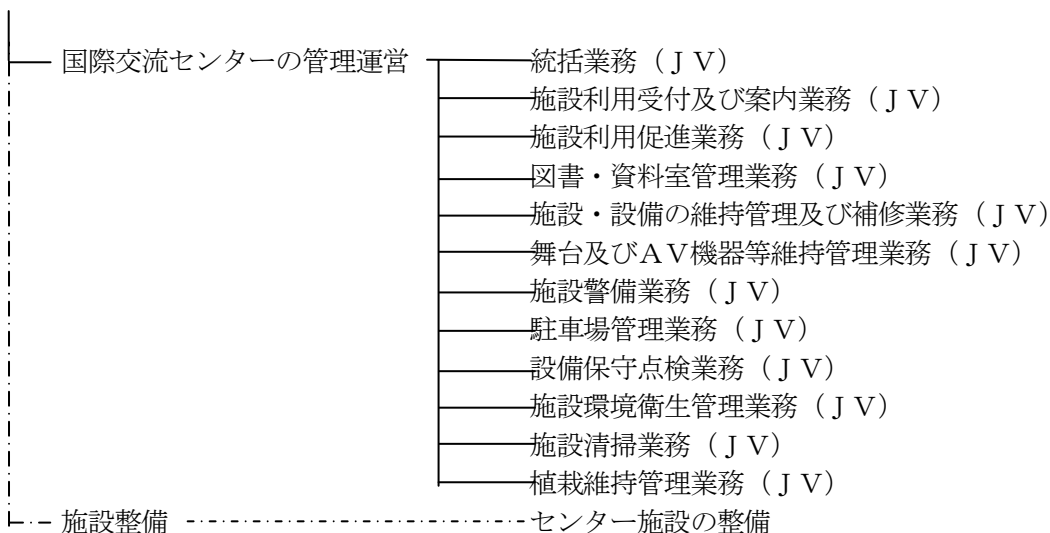 国際交流センターの管理運営 統括業務（ＪＶ）
施設利用受付及び案内業務（ＪＶ）
施設利用促進業務（ＪＶ）
図書・資料室管理業務（ＪＶ）
施設・設備の維持管理及び補修業務（ＪＶ）
舞台及びＡＶ機器等維持管理業務（ＪＶ）
施設警備業務（ＪＶ）
駐車場管理業務（ＪＶ）
設備保守点検業務（ＪＶ）
施設環境衛生管理業務（ＪＶ）
施設清掃業務（ＪＶ）
植栽維持管理業務（ＪＶ）
施設整備 センター施設の整備